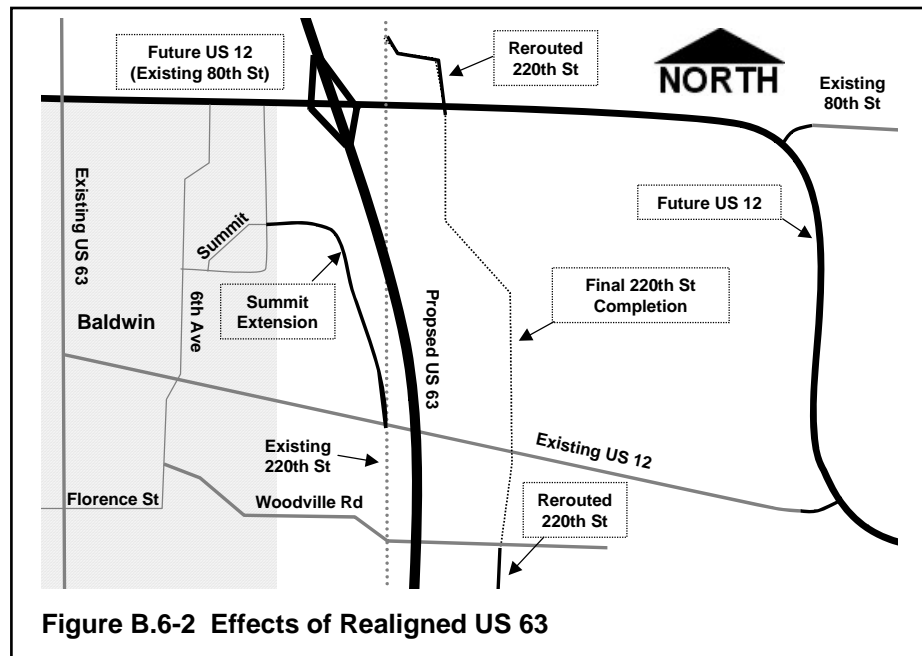 Future US 12
(Existing 80th St)
Rerouted
220th St
NORTH
Existing
80th St
Existing US 63
Summit
Future US 12
6th Ave
Summit
Extension
Propsed US 63
Final 220th St
Completion
Baldwin
Existing
220th St
Existing US 12
Florence St
Woodville Rd
Rerouted
220th St
Figure B.6-2 Effects of Realigned US 63